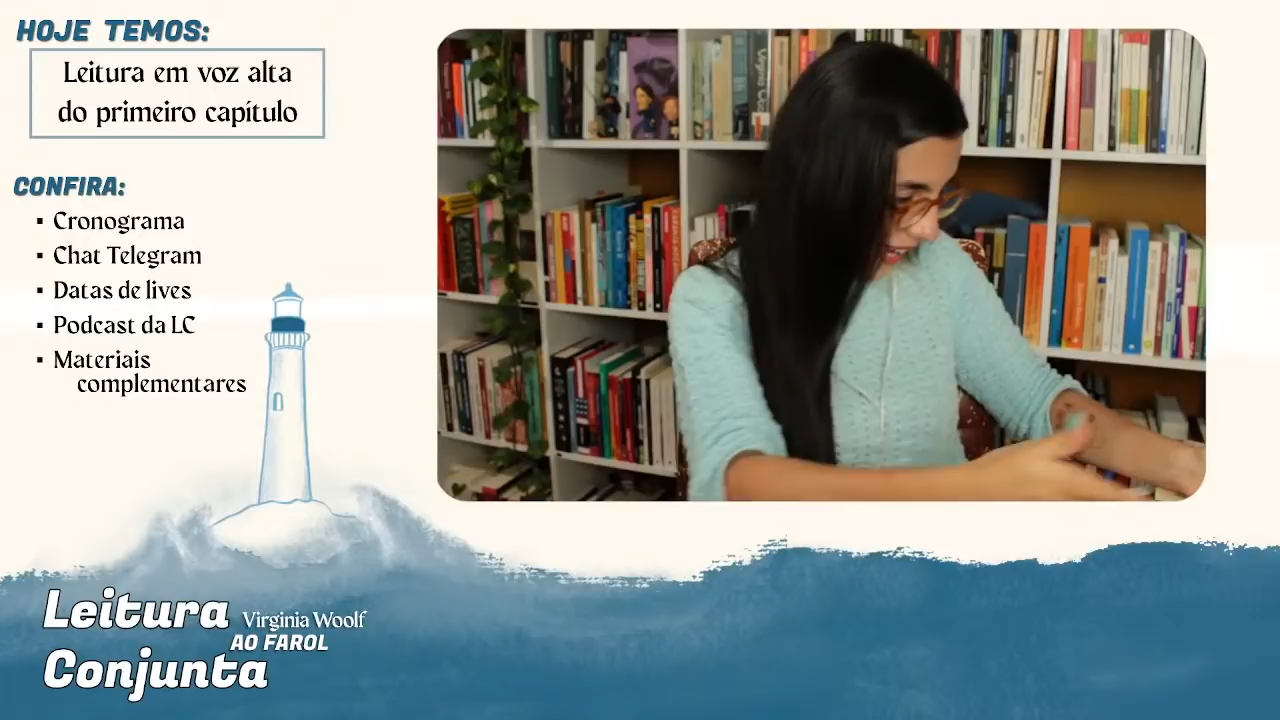 HOJE TEMOS:
Leitura em voz alta
do primeiro capítulo
CONFIRA:
▪ Cronograma
▪ Chat Telegram
▪ Datas de lives
▪ Podcast da LC
▪ Materiais
complementares
Leitura
Virginia Woolf
AO FAROL
Conjunta